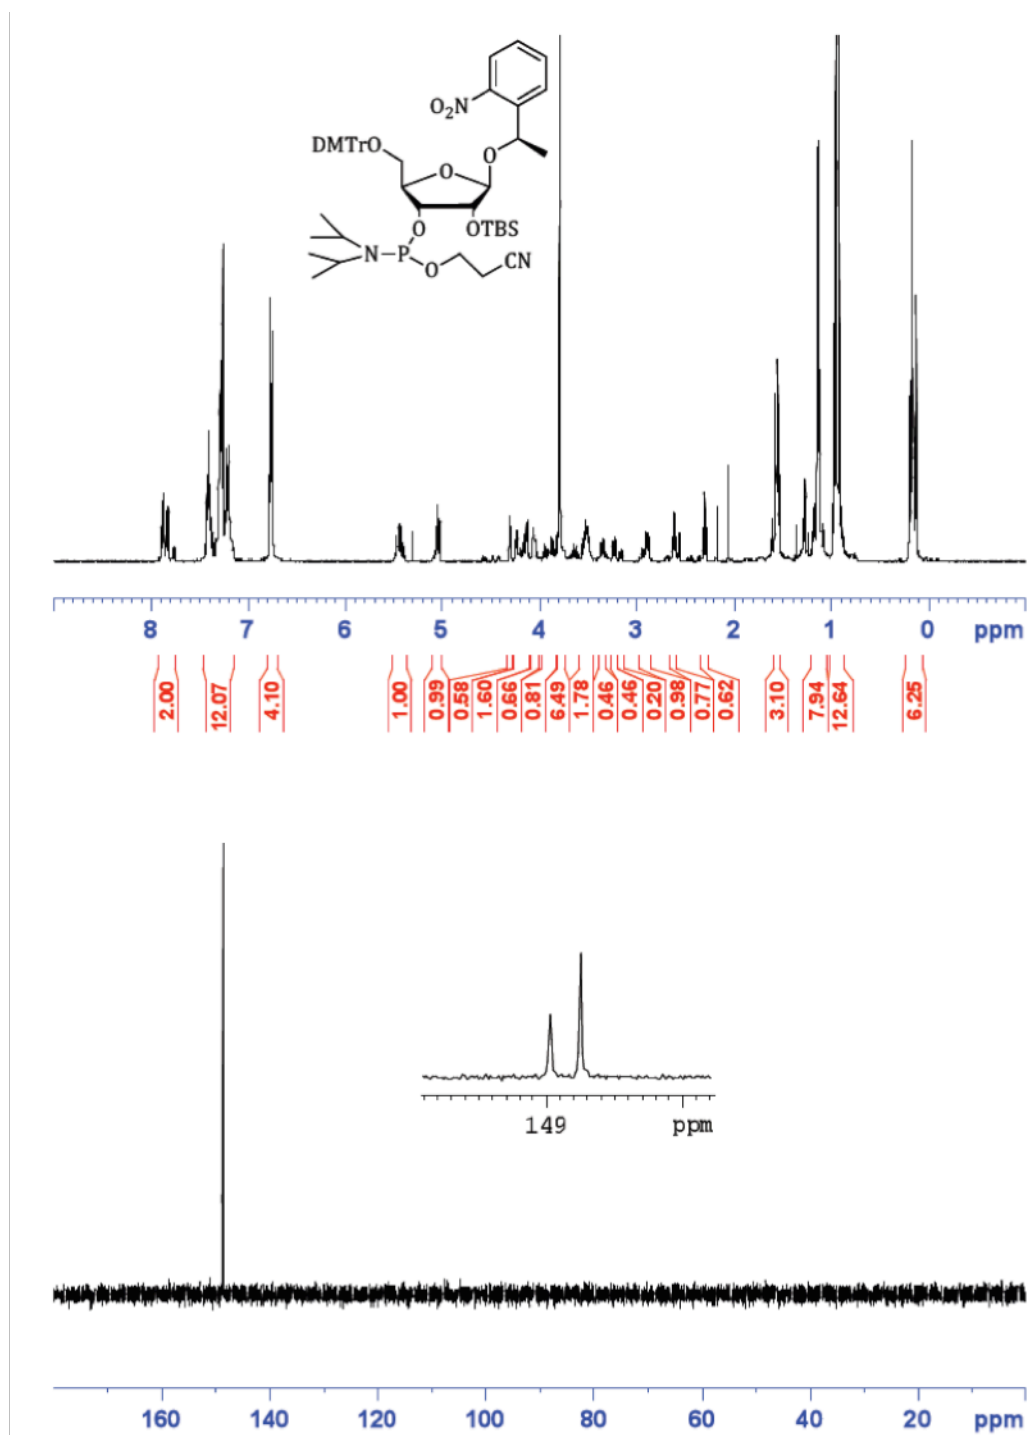 O₂N
DMTrO
O
O
O
OTBS
N P
O
CN
8 7 6 5 4 3 2 1 0 ppm
2.00 12.07 4.10 1.00 0.99 0.58 1.60 0.66 0.81 6.49 1.78 0.46 0.46 0.20 0.98 0.77 0.62 3.10 7.94 12.64 6.25
149 ppm
160 140 120 100 80 60 40 20 ppm